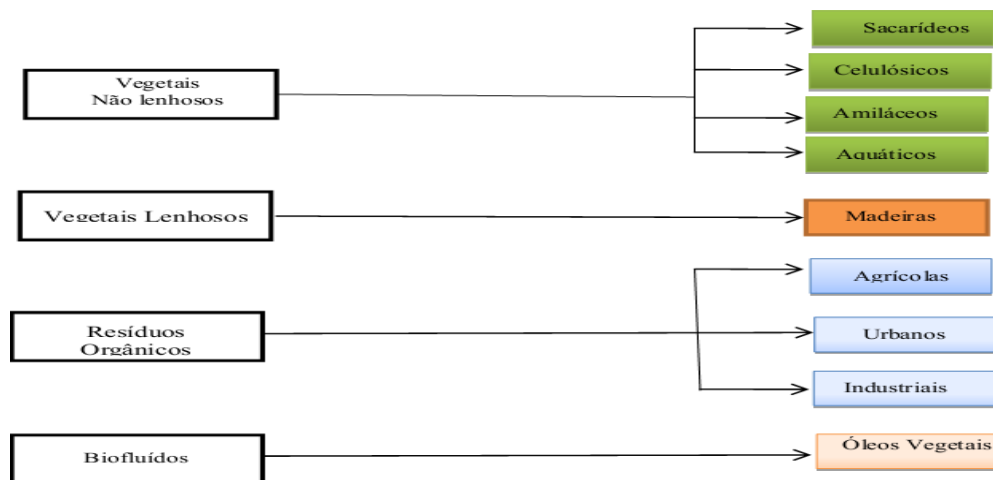 Vegetais
Não lenhosos
Sacarídeos
Celulósicos
Amiláceos
Aquáticos
Vegetais Lenhosos
Madeiras
Resíduos
Orgânicos
Agrícolas
Urbanos
Industriais
Biofluídos
Óleos Vegetais